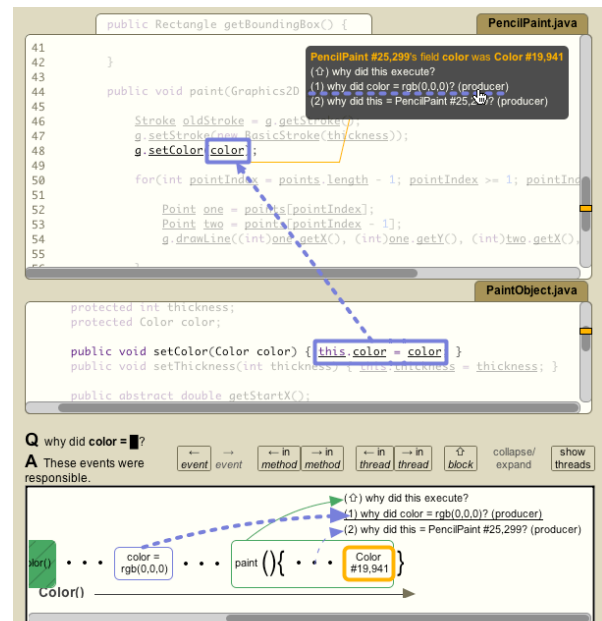 public Rectangle getBoundingBox() {
PencilPaint.java
41
42 }
43
44 public void paint(Graphics2D
45
46 Stroke oldStroke = g.getStroke();
47 g.setStroke(new BasicStroke(thickness));
48 g.setColor(color);
49
50 for(int pointIndex = points.length - 1; pointIndex >= 1; pointInd
51
52 Point one = points[pointIndex];
53 Point two = points[pointIndex - 1];
54 g.drawLine((int)one.getX(), (int)one.getY(), (int)two.getX(),
55
PencilPaint #25,299's field color was Color #19,941
(⇧) why did this execute?
(1) why did color = rgb(0,0,0)? (producer)
(2) why did this = PencilPaint #25,299? (producer)
PaintObject.java
protected int thickness;
protected Color color;
public void setColor(Color color) { this.color = color; }
public void setThickness(int thickness) { this.thickness = thickness; }
public abstract double getStartX();
Q why did color = ■?
A These events were
responsible.
← event
→ event
← in method
→ in method
← in thread
→ in thread
⇧ block
collapse/ expand
show threads
(⇧) why did this execute?
(1) why did color = rgb(0,0,0)? (producer)
(2) why did this = PencilPaint #25,299? (producer)
color = rgb(0,0,0)
paint (){ • • •
Color #19,941
}
Color()